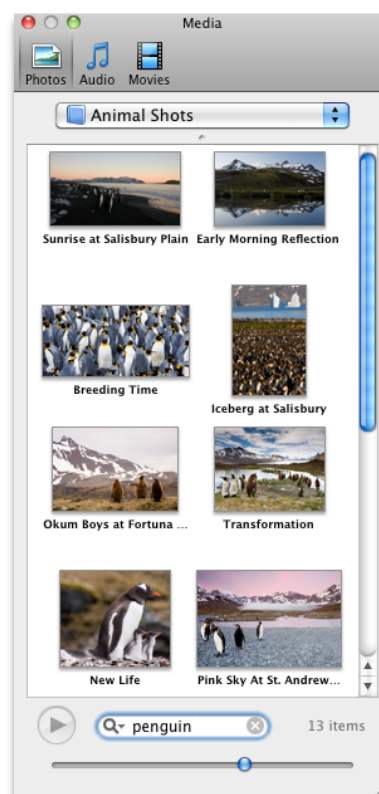 Media
Photos Audio Movies
Animal Shots
Sunrise at Salisbury Plain Early Morning Reflection
Breeding Time
Iceberg at Salisbury
Okum Boys at Fortuna ... Transformation
New Life Pink Sky At St. Andrew...
penguin 13 items